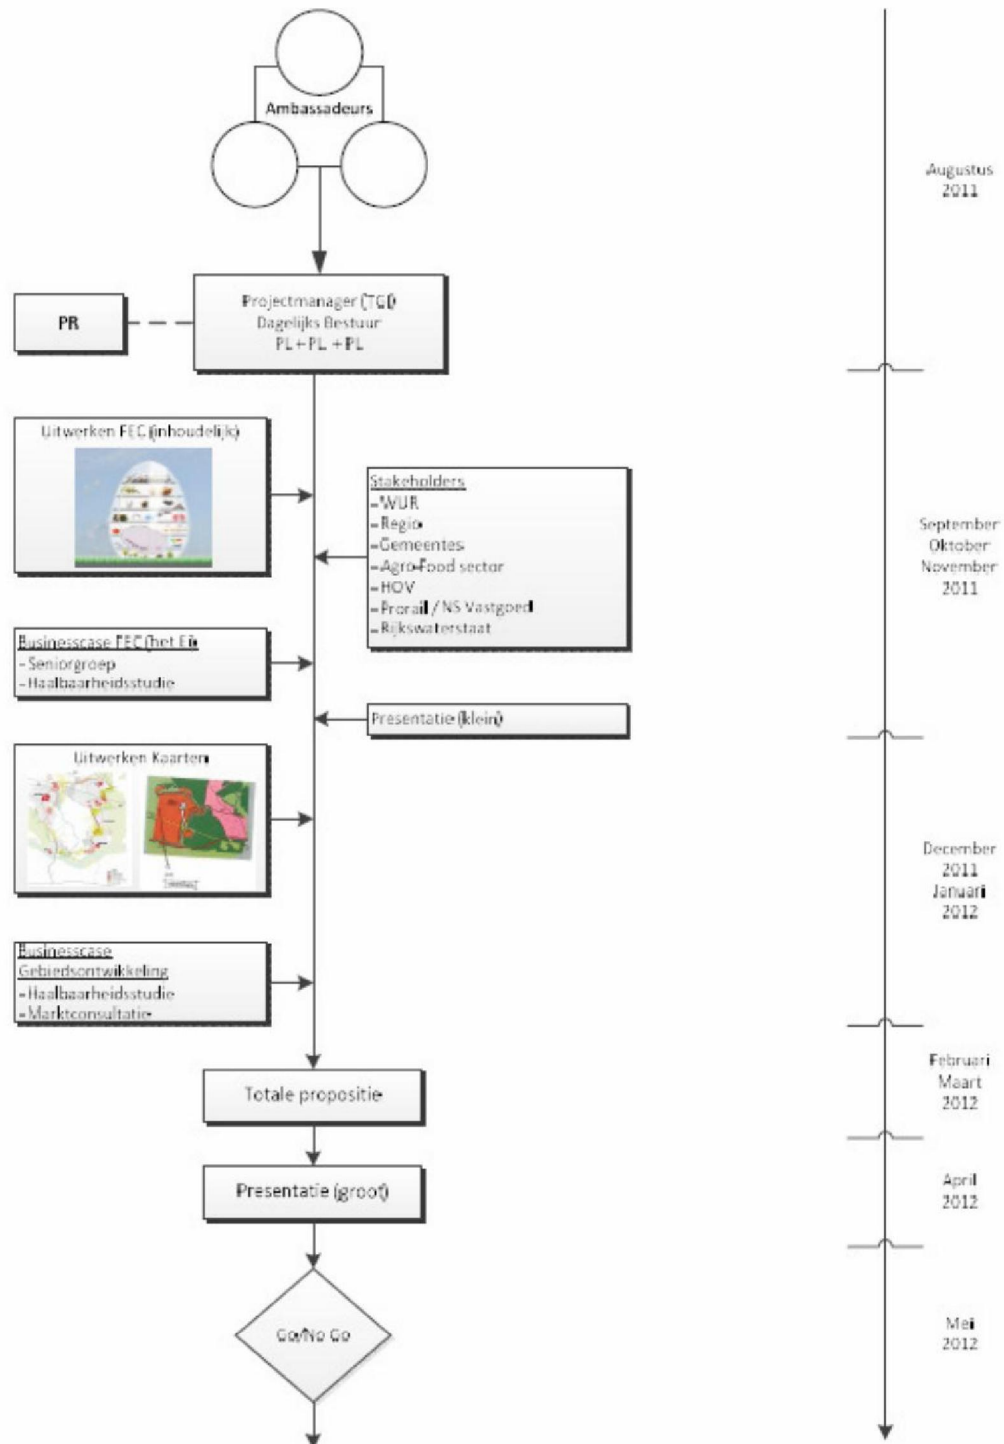 Ambassadeurs
Augustus
2011
Projectmanager (TGI)
Dagelijks Bestuur
PL + PL + PL
PR
Uitwerken FEC (inhoudelijk)
Stakeholders
- WUR
- Regio
- Gemeentes
- Agro-Food sector
- HOV
- Prorail / NS Vastgoed
- Rijkswaterstaat
September
Oktober
November
2011
Businesscase FEC (het Ei)
- Seniorgroep
- Haalbaarheidsstudie
Presentatie (klein)
Uitwerken Kaarten
December
2011
Januari
2012
Businesscase
Gebiedsontwikkeling
- Haalbaarheidsstudie
- Marktconsultatie
Totale propositie
Februari
Maart
2012
Presentatie (groot)
April
2012
Go/No Go
Mei
2012